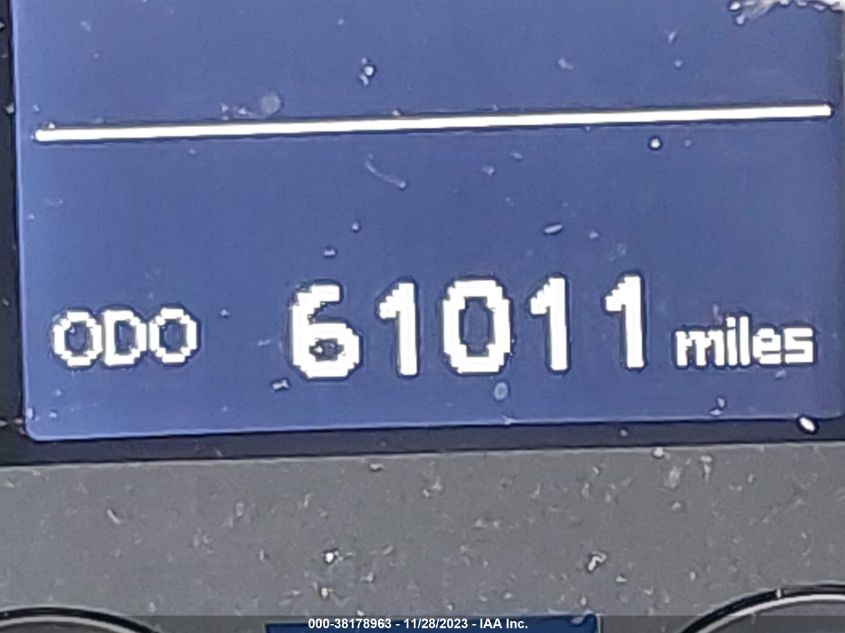 ODO 61011 miles
000-38178963 - 11/28/2023 - IAA Inc.